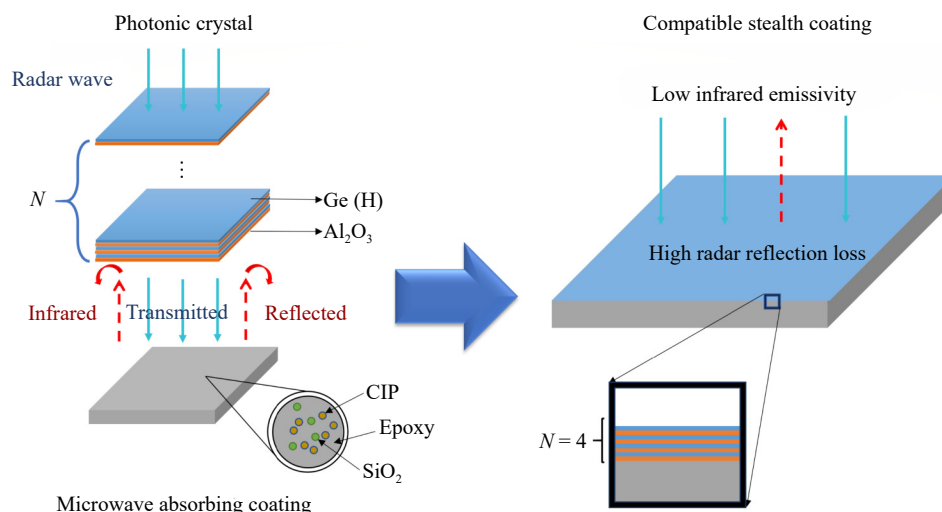 Photonic crystal
Radar wave
N
⋮
Ge (H)
Al₂O₃
Infrared
Transmitted
Reflected
CIP
Epoxy
SiO₂
Microwave absorbing coating
Compatible stealth coating
Low infrared emissivity
High radar reflection loss
N = 4